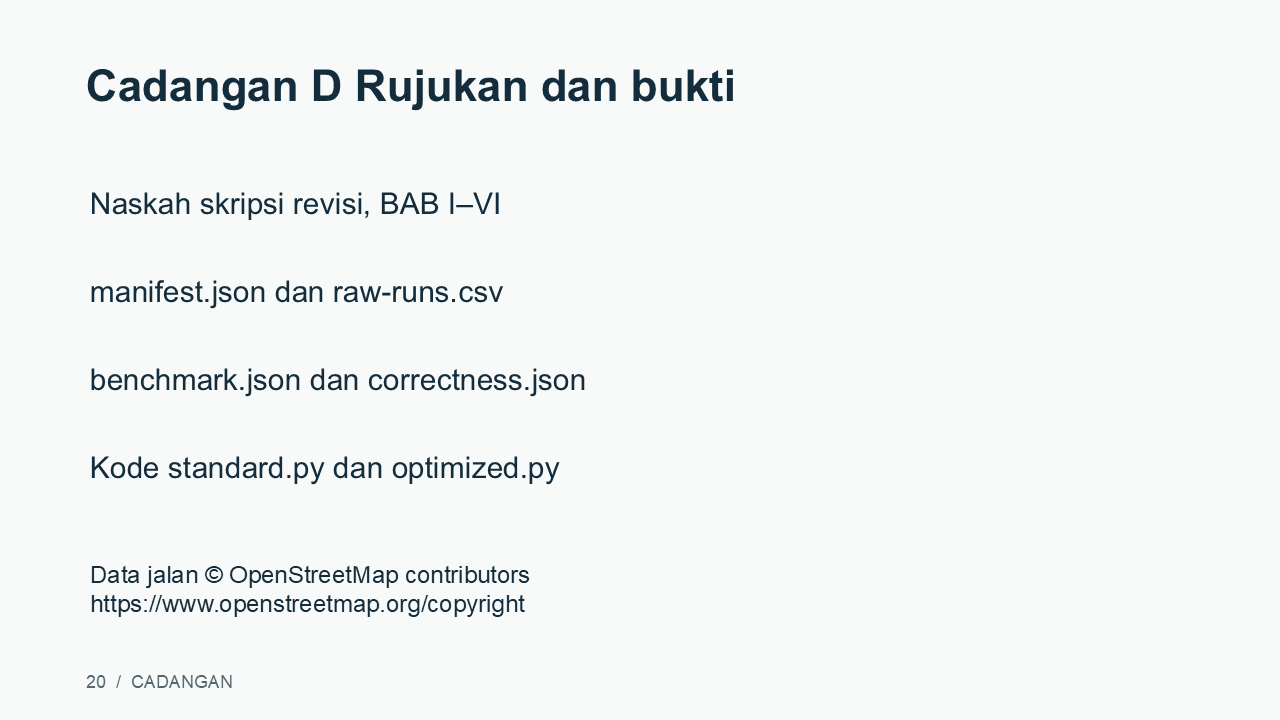 Cadangan D Rujukan dan bukti
Naskah skripsi revisi, BAB I–VI
manifest.json dan raw-runs.csv
benchmark.json dan correctness.json
Kode standard.py dan optimized.py
Data jalan © OpenStreetMap contributors
https://www.openstreetmap.org/copyright
20 / CADANGAN